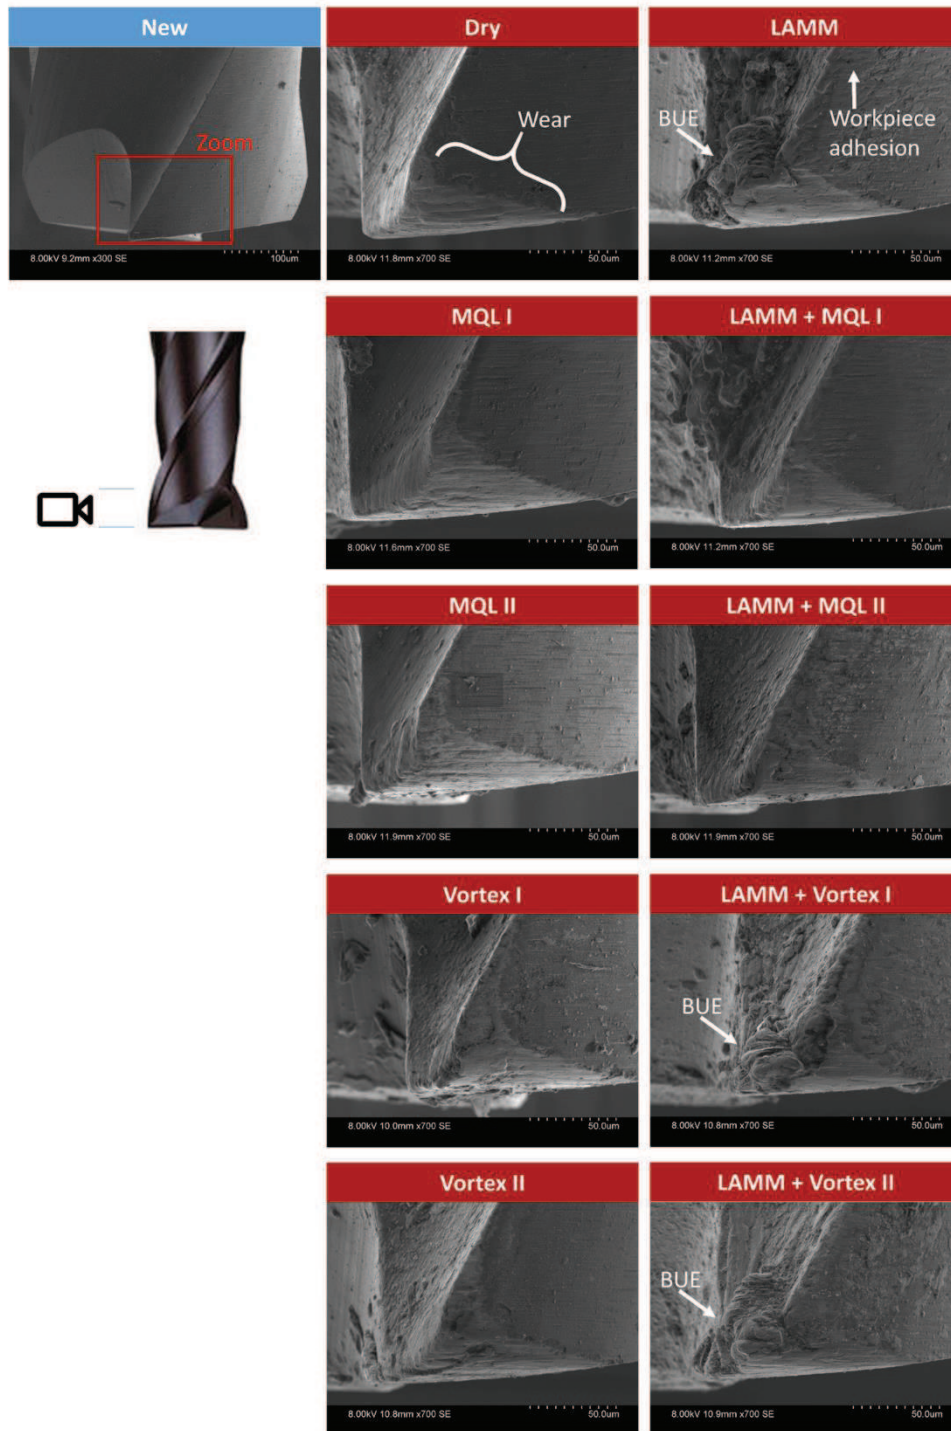 New
Dry
LAMM
Zoom
Wear
BUE
Workpiece
adhesion
8.00kV 9.2mm x300 SE
100um
8.00kV 11.8mm x700 SE
50.0um
8.00kV 11.2mm x700 SE
50.0um
MQL I
LAMM + MQL I
8.00kV 11.6mm x700 SE
50.0um
8.00kV 11.2mm x700 SE
50.0um
MQL II
LAMM + MQL II
8.00kV 11.9mm x700 SE
50.0um
8.00kV 11.9mm x700 SE
50.0um
Vortex I
LAMM + Vortex I
BUE
8.00kV 10.0mm x700 SE
50.0um
8.00kV 10.8mm x700 SE
50.0um
Vortex II
LAMM + Vortex II
BUE
8.00kV 10.8mm x700 SE
50.0um
8.00kV 10.9mm x700 SE
50.0um